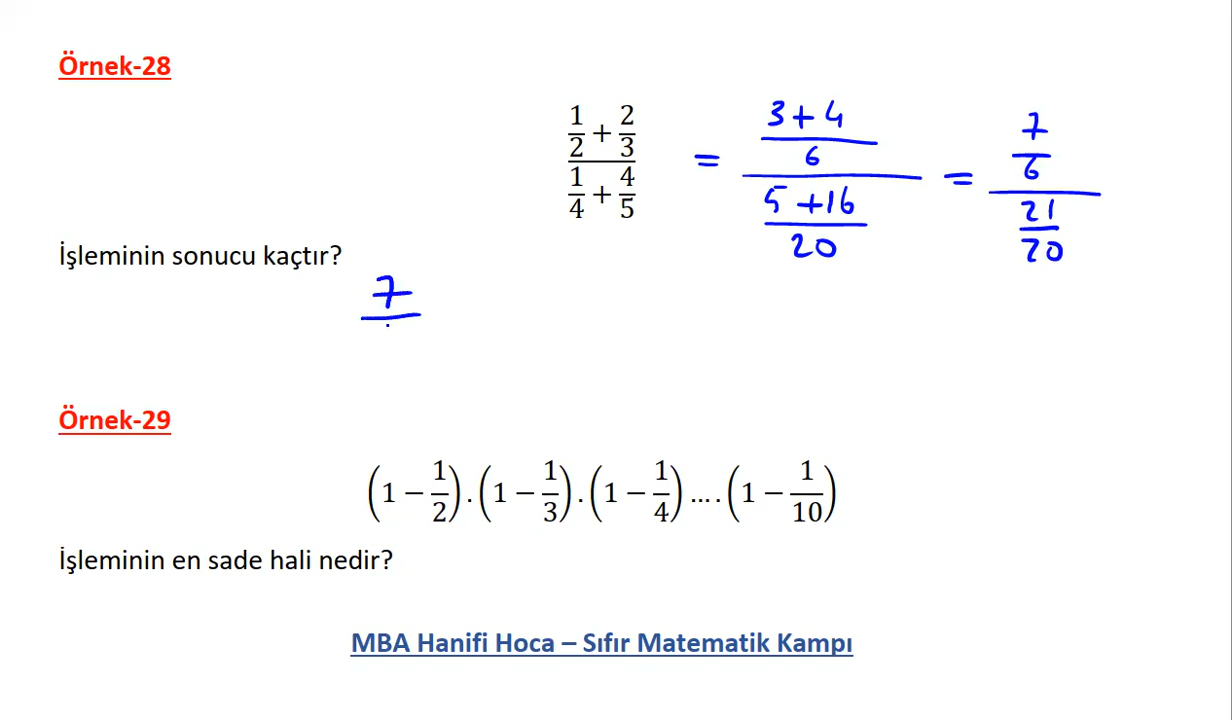 Örnek-28
(1/2 + 2/3)/(1/4 + 4/5) = ((3+4)/6)/((5+16)/20) = (7/6)/(21/20)
İşleminin sonucu kaçtır?
7
Örnek-29
(1 − 1/2).(1 − 1/3).(1 − 1/4)….(1 − 1/10)
İşleminin en sade hali nedir?
MBA Hanifi Hoca – Sıfır Matematik Kampı